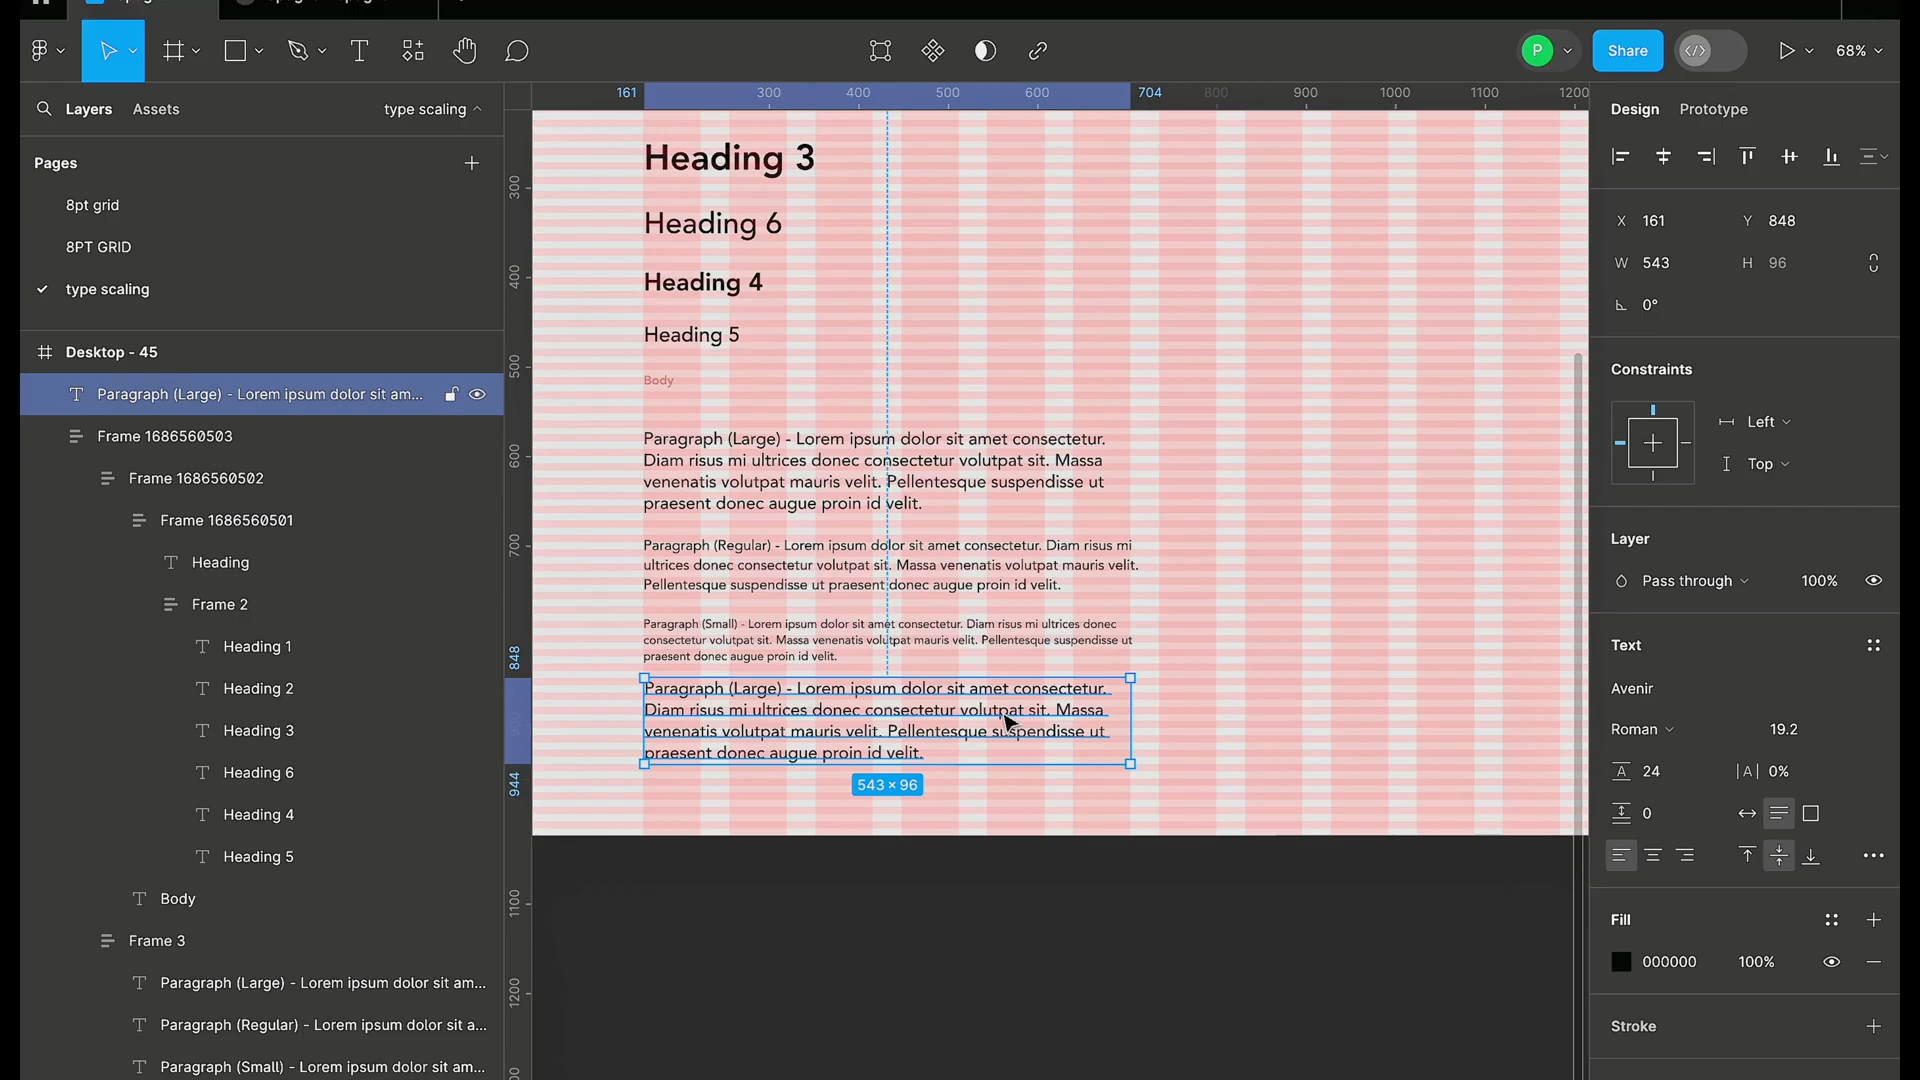 P
Share
68%
Layers
Assets
type scaling
161
300
400
500
600
704
800
900
1000
1100
1200
Design
Prototype
Pages
8pt grid
8PT GRID
type scaling
Desktop - 45
Paragraph (Large) - Lorem ipsum dolor sit am...
Frame 1686560503
Frame 1686560502
Frame 1686560501
Heading
Frame 2
Heading 1
Heading 2
Heading 3
Heading 6
Heading 4
Heading 5
Body
Frame 3
Paragraph (Large) - Lorem ipsum dolor sit am...
Paragraph (Regular) - Lorem ipsum dolor sit a...
Paragraph (Small) - Lorem ipsum dolor sit am...
300
400
500
600
700
848
944
1100
1200
Heading 3
Heading 6
Heading 4
Heading 5
Body
Paragraph (Large) - Lorem ipsum dolor sit amet consectetur.
Diam risus mi ultrices donec consectetur volutpat sit. Massa
venenatis volutpat mauris velit. Pellentesque suspendisse ut
praesent donec augue proin id velit.
Paragraph (Regular) - Lorem ipsum dolor sit amet consectetur. Diam risus mi
ultrices donec consectetur volutpat sit. Massa venenatis volutpat mauris velit.
Pellentesque suspendisse ut praesent donec augue proin id velit.
Paragraph (Small) - Lorem ipsum dolor sit amet consectetur. Diam risus mi ultrices donec
consectetur volutpat sit. Massa venenatis volutpat mauris velit. Pellentesque suspendisse ut
praesent donec augue proin id velit.
Paragraph (Large) - Lorem ipsum dolor sit amet consectetur.
Diam risus mi ultrices donec consectetur volutpat sit. Massa
venenatis volutpat mauris velit. Pellentesque suspendisse ut
praesent donec augue proin id velit.
543 × 96
X 161
Y 848
W 543
H 96
0°
Constraints
Left
Top
Layer
Pass through
100%
Text
Avenir
Roman
19.2
24
0%
0
Fill
000000
100%
Stroke